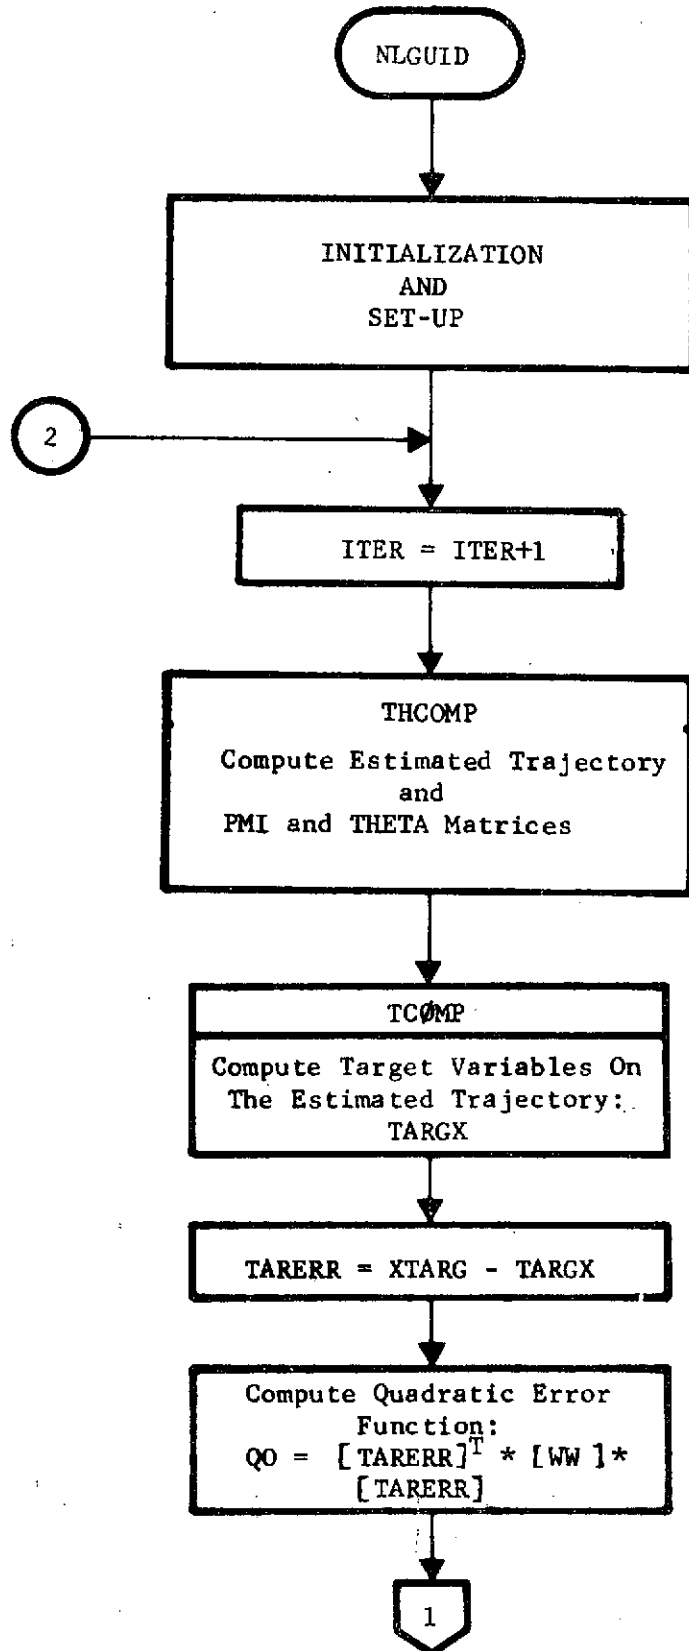 NLGUID
INITIALIZATION
AND
SET-UP
2
ITER = ITER+1
THCOMP
Compute Estimated Trajectory
and
PMI and THETA Matrices
TCØMP
Compute Target Variables On
The Estimated Trajectory:
TARGX
TARERR = XTARG - TARGX
Compute Quadratic Error
Function:
QO = [TARERR]ᵀ * [WW]*
[TARERR]
1